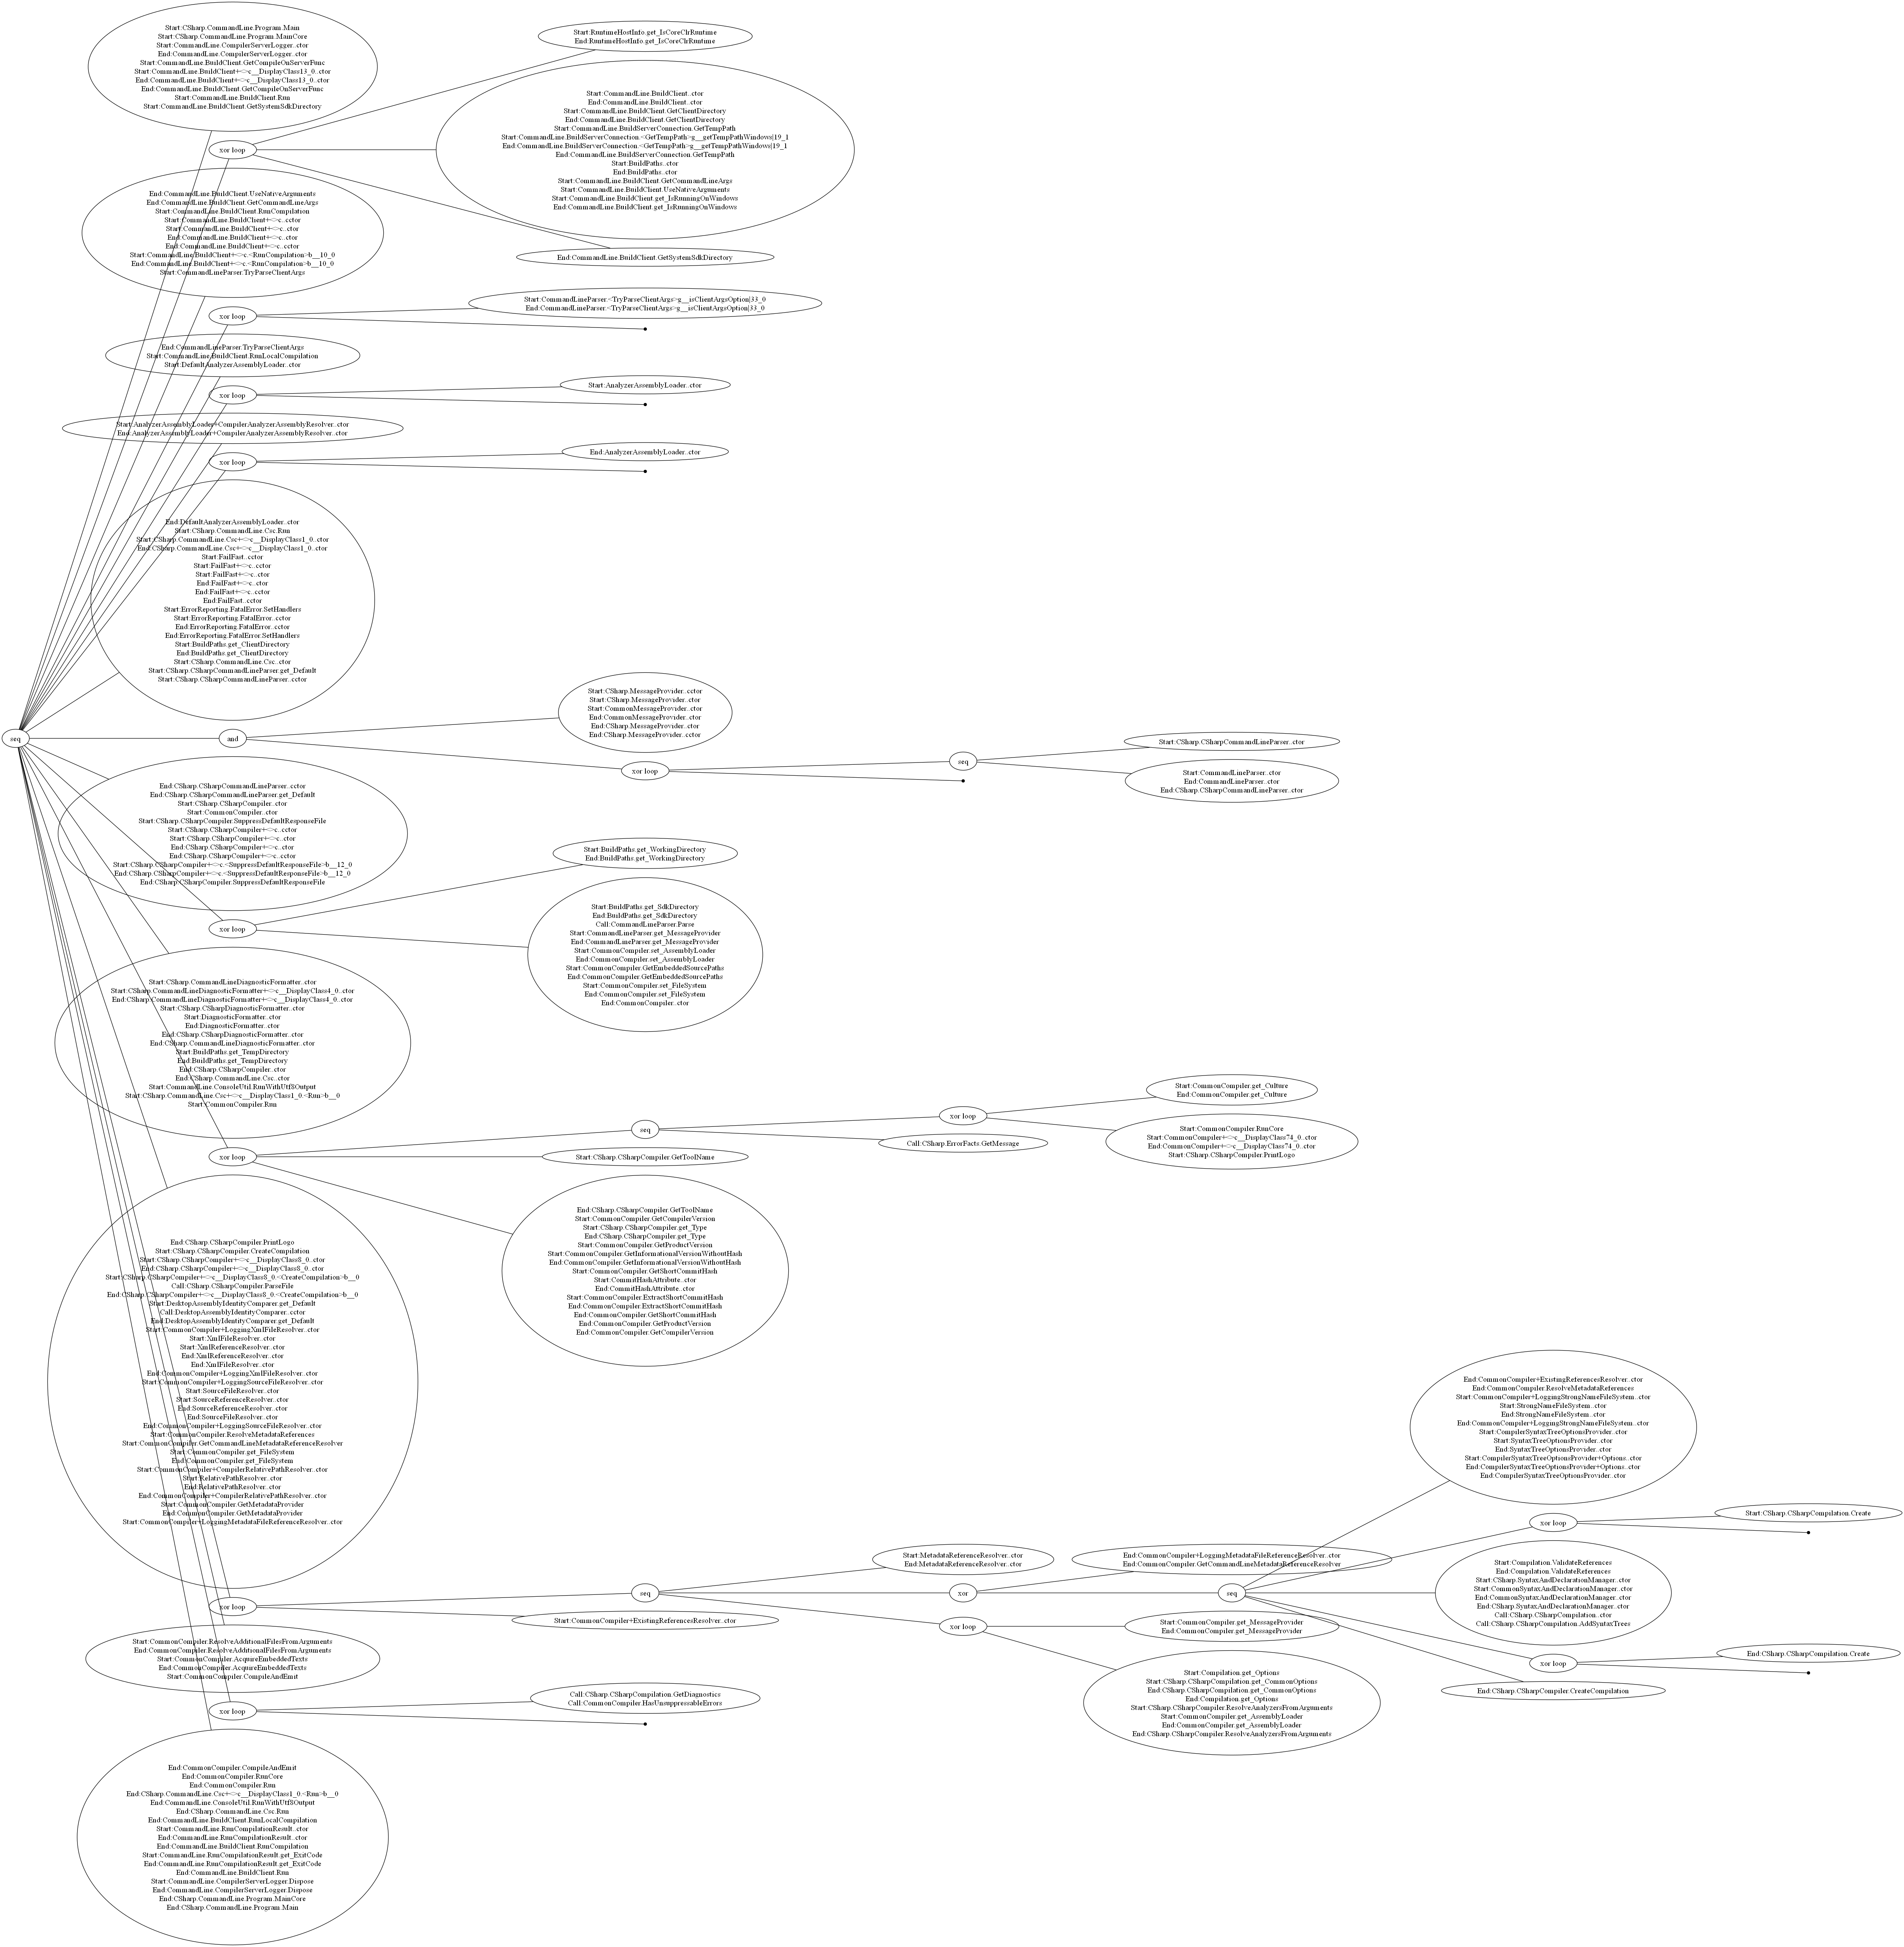 Start:CSharp.CommandLine.Program.Main
Start:CSharp.CommandLine.Program.MainCore
Start:CommandLine.CompilerServerLogger..ctor
End:CommandLine.CompilerServerLogger..ctor
Start:CommandLine.BuildClient.GetCompileOnServerFunc
Start:CommandLine.BuildClient+<>c__DisplayClass13_0..ctor
End:CommandLine.BuildClient+<>c__DisplayClass13_0..ctor
End:CommandLine.BuildClient.GetCompileOnServerFunc
Start:CommandLine.BuildClient.Run
Start:CommandLine.BuildClient.GetSystemSdkDirectory
xor loop
Start:RuntimeHostInfo.get_IsCoreClrRuntime
End:RuntimeHostInfo.get_IsCoreClrRuntime
Start:CommandLine.BuildClient..ctor
End:CommandLine.BuildClient..ctor
Start:CommandLine.BuildClient.GetClientDirectory
End:CommandLine.BuildClient.GetClientDirectory
Start:CommandLine.BuildServerConnection.GetTempPath
Start:CommandLine.BuildServerConnection.<GetTempPath>g__getTempPathWindows|19_1
End:CommandLine.BuildServerConnection.<GetTempPath>g__getTempPathWindows|19_1
End:CommandLine.BuildServerConnection.GetTempPath
Start:BuildPaths..ctor
End:BuildPaths..ctor
Start:CommandLine.BuildClient.GetCommandLineArgs
Start:CommandLine.BuildClient.UseNativeArguments
Start:CommandLine.BuildClient.get_IsRunningOnWindows
End:CommandLine.BuildClient.get_IsRunningOnWindows
End:CommandLine.BuildClient.GetSystemSdkDirectory
End:CommandLine.BuildClient.UseNativeArguments
End:CommandLine.BuildClient.GetCommandLineArgs
Start:CommandLine.BuildClient.RunCompilation
Start:CommandLine.BuildClient+<>c..cctor
Start:CommandLine.BuildClient+<>c..ctor
End:CommandLine.BuildClient+<>c..ctor
End:CommandLine.BuildClient+<>c..cctor
Start:CommandLine.BuildClient+<>c.<RunCompilation>b__10_0
End:CommandLine.BuildClient+<>c.<RunCompilation>b__10_0
Start:CommandLineParser.TryParseClientArgs
xor loop
Start:CommandLineParser.<TryParseClientArgs>g__isClientArgsOption|33_0
End:CommandLineParser.<TryParseClientArgs>g__isClientArgsOption|33_0
End:CommandLineParser.TryParseClientArgs
Start:CommandLine.BuildClient.RunLocalCompilation
Start:DefaultAnalyzerAssemblyLoader..ctor
xor loop
Start:AnalyzerAssemblyLoader..ctor
Start:AnalyzerAssemblyLoader+CompilerAnalyzerAssemblyResolver..ctor
End:AnalyzerAssemblyLoader+CompilerAnalyzerAssemblyResolver..ctor
xor loop
End:AnalyzerAssemblyLoader..ctor
End:DefaultAnalyzerAssemblyLoader..ctor
Start:CSharp.CommandLine.Csc.Run
Start:CSharp.CommandLine.Csc+<>c__DisplayClass1_0..ctor
End:CSharp.CommandLine.Csc+<>c__DisplayClass1_0..ctor
Start:FailFast..cctor
Start:FailFast+<>c..cctor
Start:FailFast+<>c..ctor
End:FailFast+<>c..ctor
End:FailFast+<>c..cctor
End:FailFast..cctor
Start:ErrorReporting.FatalError.SetHandlers
Start:ErrorReporting.FatalError..cctor
End:ErrorReporting.FatalError..cctor
End:ErrorReporting.FatalError.SetHandlers
Start:BuildPaths.get_ClientDirectory
End:BuildPaths.get_ClientDirectory
Start:CSharp.CommandLine.Csc..ctor
Start:CSharp.CSharpCommandLineParser.get_Default
Start:CSharp.CSharpCommandLineParser..cctor
seq
and
Start:CSharp.MessageProvider..cctor
Start:CSharp.MessageProvider..ctor
Start:CommonMessageProvider..ctor
End:CommonMessageProvider..ctor
End:CSharp.MessageProvider..ctor
End:CSharp.MessageProvider..cctor
xor loop
seq
Start:CSharp.CSharpCommandLineParser..ctor
Start:CommandLineParser..ctor
End:CommandLineParser..ctor
End:CSharp.CSharpCommandLineParser..ctor
End:CSharp.CSharpCommandLineParser..cctor
End:CSharp.CSharpCommandLineParser.get_Default
Start:CSharp.CSharpCompiler..ctor
Start:CommonCompiler..ctor
Start:CSharp.CSharpCompiler.SuppressDefaultResponseFile
Start:CSharp.CSharpCompiler+<>c..cctor
Start:CSharp.CSharpCompiler+<>c..ctor
End:CSharp.CSharpCompiler+<>c..ctor
End:CSharp.CSharpCompiler+<>c..cctor
Start:CSharp.CSharpCompiler+<>c.<SuppressDefaultResponseFile>b__12_0
End:CSharp.CSharpCompiler+<>c.<SuppressDefaultResponseFile>b__12_0
End:CSharp.CSharpCompiler.SuppressDefaultResponseFile
xor loop
Start:BuildPaths.get_WorkingDirectory
End:BuildPaths.get_WorkingDirectory
Start:BuildPaths.get_SdkDirectory
End:BuildPaths.get_SdkDirectory
Call:CommandLineParser.Parse
Start:CommandLineParser.get_MessageProvider
End:CommandLineParser.get_MessageProvider
Start:CommonCompiler.set_AssemblyLoader
End:CommonCompiler.set_AssemblyLoader
Start:CommonCompiler.GetEmbeddedSourcePaths
End:CommonCompiler.GetEmbeddedSourcePaths
Start:CommonCompiler.set_FileSystem
End:CommonCompiler.set_FileSystem
End:CommonCompiler..ctor
Start:CSharp.CommandLineDiagnosticFormatter..ctor
Start:CSharp.CommandLineDiagnosticFormatter+<>c__DisplayClass4_0..ctor
End:CSharp.CommandLineDiagnosticFormatter+<>c__DisplayClass4_0..ctor
Start:CSharp.CSharpDiagnosticFormatter..ctor
Start:DiagnosticFormatter..ctor
End:DiagnosticFormatter..ctor
End:CSharp.CSharpDiagnosticFormatter..ctor
End:CSharp.CommandLineDiagnosticFormatter..ctor
Start:BuildPaths.get_TempDirectory
End:BuildPaths.get_TempDirectory
End:CSharp.CSharpCompiler..ctor
End:CSharp.CommandLine.Csc..ctor
Start:CommandLine.ConsoleUtil.RunWithUtf8Output
Start:CSharp.CommandLine.Csc+<>c__DisplayClass1_0.<Run>b__0
Start:CommonCompiler.Run
xor loop
seq
xor loop
Start:CommonCompiler.get_Culture
End:CommonCompiler.get_Culture
Start:CommonCompiler.RunCore
Start:CommonCompiler+<>c__DisplayClass74_0..ctor
End:CommonCompiler+<>c__DisplayClass74_0..ctor
Start:CSharp.CSharpCompiler.PrintLogo
Call:CSharp.ErrorFacts.GetMessage
Start:CSharp.CSharpCompiler.GetToolName
End:CSharp.CSharpCompiler.GetToolName
Start:CommonCompiler.GetCompilerVersion
Start:CSharp.CSharpCompiler.get_Type
End:CSharp.CSharpCompiler.get_Type
Start:CommonCompiler.GetProductVersion
Start:CommonCompiler.GetInformationalVersionWithoutHash
End:CommonCompiler.GetInformationalVersionWithoutHash
Start:CommonCompiler.GetShortCommitHash
Start:CommitHashAttribute..ctor
End:CommitHashAttribute..ctor
Start:CommonCompiler.ExtractShortCommitHash
End:CommonCompiler.ExtractShortCommitHash
End:CommonCompiler.GetShortCommitHash
End:CommonCompiler.GetProductVersion
End:CommonCompiler.GetCompilerVersion
End:CSharp.CSharpCompiler.PrintLogo
Start:CSharp.CSharpCompiler.CreateCompilation
Start:CSharp.CSharpCompiler+<>c__DisplayClass8_0..ctor
End:CSharp.CSharpCompiler+<>c__DisplayClass8_0..ctor
Start:CSharp.CSharpCompiler+<>c__DisplayClass8_0.<CreateCompilation>b__0
Call:CSharp.CSharpCompiler.ParseFile
End:CSharp.CSharpCompiler+<>c__DisplayClass8_0.<CreateCompilation>b__0
Start:DesktopAssemblyIdentityComparer.get_Default
Call:DesktopAssemblyIdentityComparer..cctor
End:DesktopAssemblyIdentityComparer.get_Default
Start:CommonCompiler+LoggingXmlFileResolver..ctor
Start:XmlFileResolver..ctor
Start:XmlReferenceResolver..ctor
End:XmlReferenceResolver..ctor
End:XmlFileResolver..ctor
End:CommonCompiler+LoggingXmlFileResolver..ctor
Start:CommonCompiler+LoggingSourceFileResolver..ctor
Start:SourceFileResolver..ctor
Start:SourceReferenceResolver..ctor
End:SourceReferenceResolver..ctor
End:SourceFileResolver..ctor
End:CommonCompiler+LoggingSourceFileResolver..ctor
Start:CommonCompiler.ResolveMetadataReferences
Start:CommonCompiler.GetCommandLineMetadataReferenceResolver
Start:CommonCompiler.get_FileSystem
End:CommonCompiler.get_FileSystem
Start:CommonCompiler+CompilerRelativePathResolver..ctor
Start:RelativePathResolver..ctor
End:RelativePathResolver..ctor
End:CommonCompiler+CompilerRelativePathResolver..ctor
Start:CommonCompiler.GetMetadataProvider
End:CommonCompiler.GetMetadataProvider
Start:CommonCompiler+LoggingMetadataFileReferenceResolver..ctor
xor loop
seq
Start:MetadataReferenceResolver..ctor
End:MetadataReferenceResolver..ctor
xor
End:CommonCompiler+LoggingMetadataFileReferenceResolver..ctor
End:CommonCompiler.GetCommandLineMetadataReferenceResolver
seq
End:CommonCompiler+ExistingReferencesResolver..ctor
End:CommonCompiler.ResolveMetadataReferences
Start:CommonCompiler+LoggingStrongNameFileSystem..ctor
Start:StrongNameFileSystem..ctor
End:StrongNameFileSystem..ctor
End:CommonCompiler+LoggingStrongNameFileSystem..ctor
Start:CompilerSyntaxTreeOptionsProvider..ctor
Start:SyntaxTreeOptionsProvider..ctor
End:SyntaxTreeOptionsProvider..ctor
Start:CompilerSyntaxTreeOptionsProvider+Options..ctor
End:CompilerSyntaxTreeOptionsProvider+Options..ctor
End:CompilerSyntaxTreeOptionsProvider..ctor
xor loop
Start:CSharp.CSharpCompilation.Create
Start:Compilation.ValidateReferences
End:Compilation.ValidateReferences
Start:CSharp.SyntaxAndDeclarationManager..ctor
Start:CommonSyntaxAndDeclarationManager..ctor
End:CommonSyntaxAndDeclarationManager..ctor
End:CSharp.SyntaxAndDeclarationManager..ctor
Call:CSharp.CSharpCompilation..ctor
Call:CSharp.CSharpCompilation.AddSyntaxTrees
xor loop
End:CSharp.CSharpCompilation.Create
End:CSharp.CSharpCompiler.CreateCompilation
xor loop
Start:CommonCompiler.get_MessageProvider
End:CommonCompiler.get_MessageProvider
Start:Compilation.get_Options
Start:CSharp.CSharpCompilation.get_CommonOptions
End:CSharp.CSharpCompilation.get_CommonOptions
End:Compilation.get_Options
Start:CSharp.CSharpCompiler.ResolveAnalyzersFromArguments
Start:CommonCompiler.get_AssemblyLoader
End:CommonCompiler.get_AssemblyLoader
End:CSharp.CSharpCompiler.ResolveAnalyzersFromArguments
Start:CommonCompiler+ExistingReferencesResolver..ctor
Start:CommonCompiler.ResolveAdditionalFilesFromArguments
End:CommonCompiler.ResolveAdditionalFilesFromArguments
Start:CommonCompiler.AcquireEmbeddedTexts
End:CommonCompiler.AcquireEmbeddedTexts
Start:CommonCompiler.CompileAndEmit
xor loop
Call:CSharp.CSharpCompilation.GetDiagnostics
Call:CommonCompiler.HasUnsuppressableErrors
End:CommonCompiler.CompileAndEmit
End:CommonCompiler.RunCore
End:CommonCompiler.Run
End:CSharp.CommandLine.Csc+<>c__DisplayClass1_0.<Run>b__0
End:CommandLine.ConsoleUtil.RunWithUtf8Output
End:CSharp.CommandLine.Csc.Run
End:CommandLine.BuildClient.RunLocalCompilation
Start:CommandLine.RunCompilationResult..ctor
End:CommandLine.RunCompilationResult..ctor
End:CommandLine.BuildClient.RunCompilation
Start:CommandLine.RunCompilationResult.get_ExitCode
End:CommandLine.RunCompilationResult.get_ExitCode
End:CommandLine.BuildClient.Run
Start:CommandLine.CompilerServerLogger.Dispose
End:CommandLine.CompilerServerLogger.Dispose
End:CSharp.CommandLine.Program.MainCore
End:CSharp.CommandLine.Program.Main